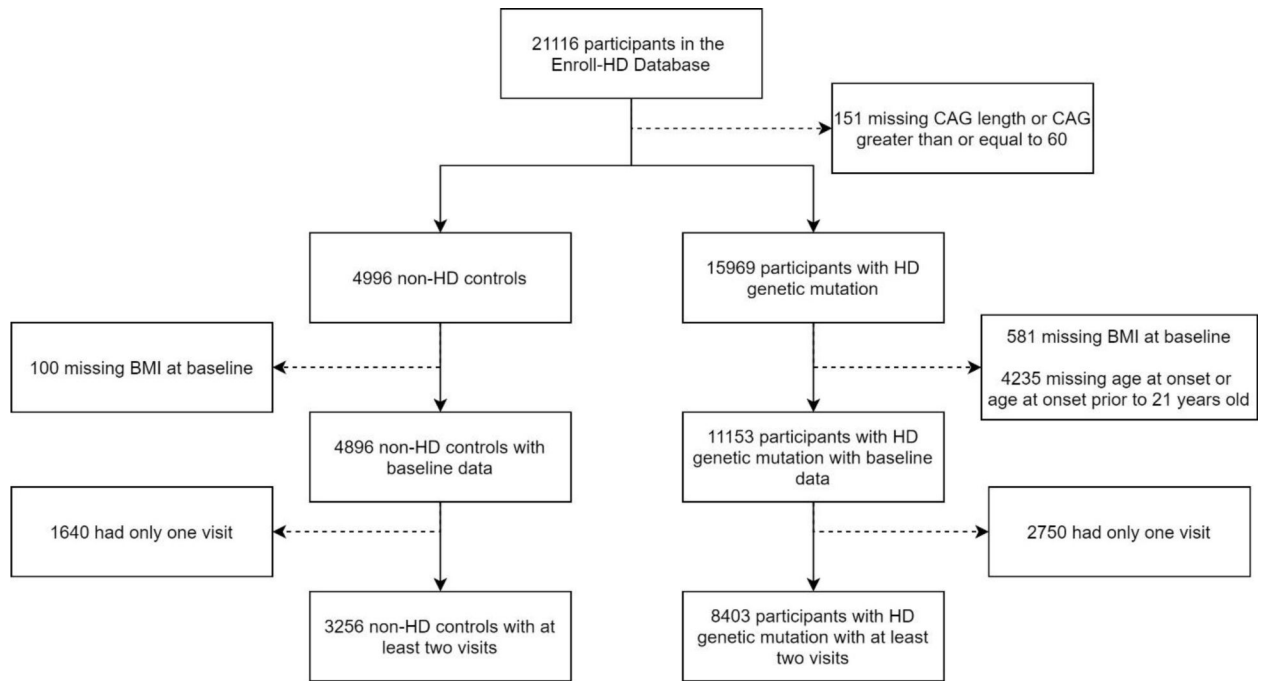 21116 participants in the
Enroll-HD Database
151 missing CAG length or CAG
greater than or equal to 60
4996 non-HD controls
15969 participants with HD
genetic mutation
100 missing BMI at baseline
581 missing BMI at baseline
4235 missing age at onset or
age at onset prior to 21 years old
4896 non-HD controls with
baseline data
11153 participants with HD
genetic mutation with baseline
data
1640 had only one visit
2750 had only one visit
3256 non-HD controls with at
least two visits
8403 participants with HD
genetic mutation with at least
two visits